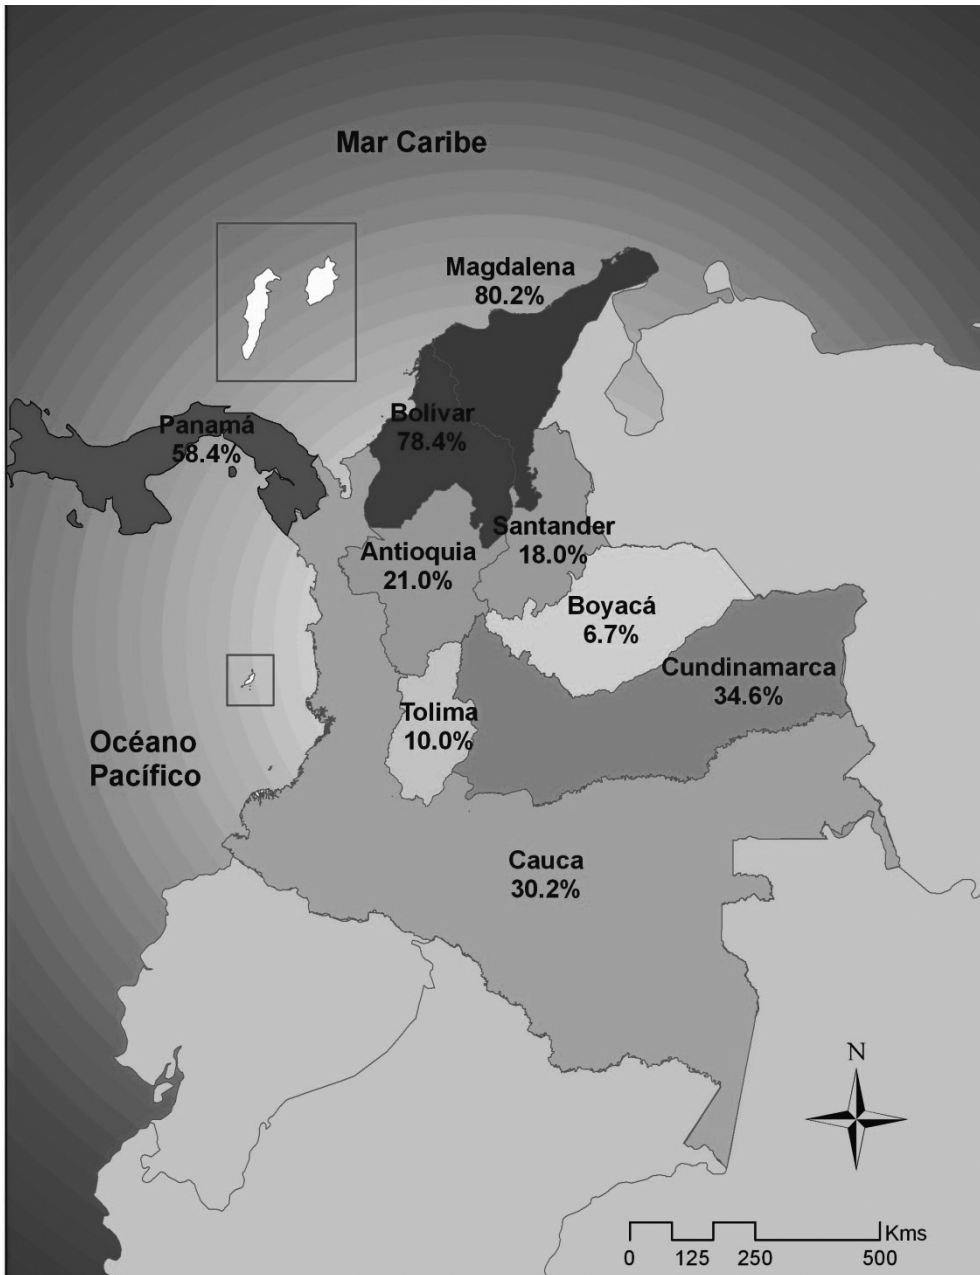 Mar Caribe
Magdalena
80.2%
Panamá
58.4%
Bolívar
78.4%
Santander
18.0%
Antioquia
21.0%
Boyacá
6.7%
Cundinamarca
34.6%
Tolima
10.0%
Océano
Pacífico
Cauca
30.2%
N
Kms
0 125 250 500